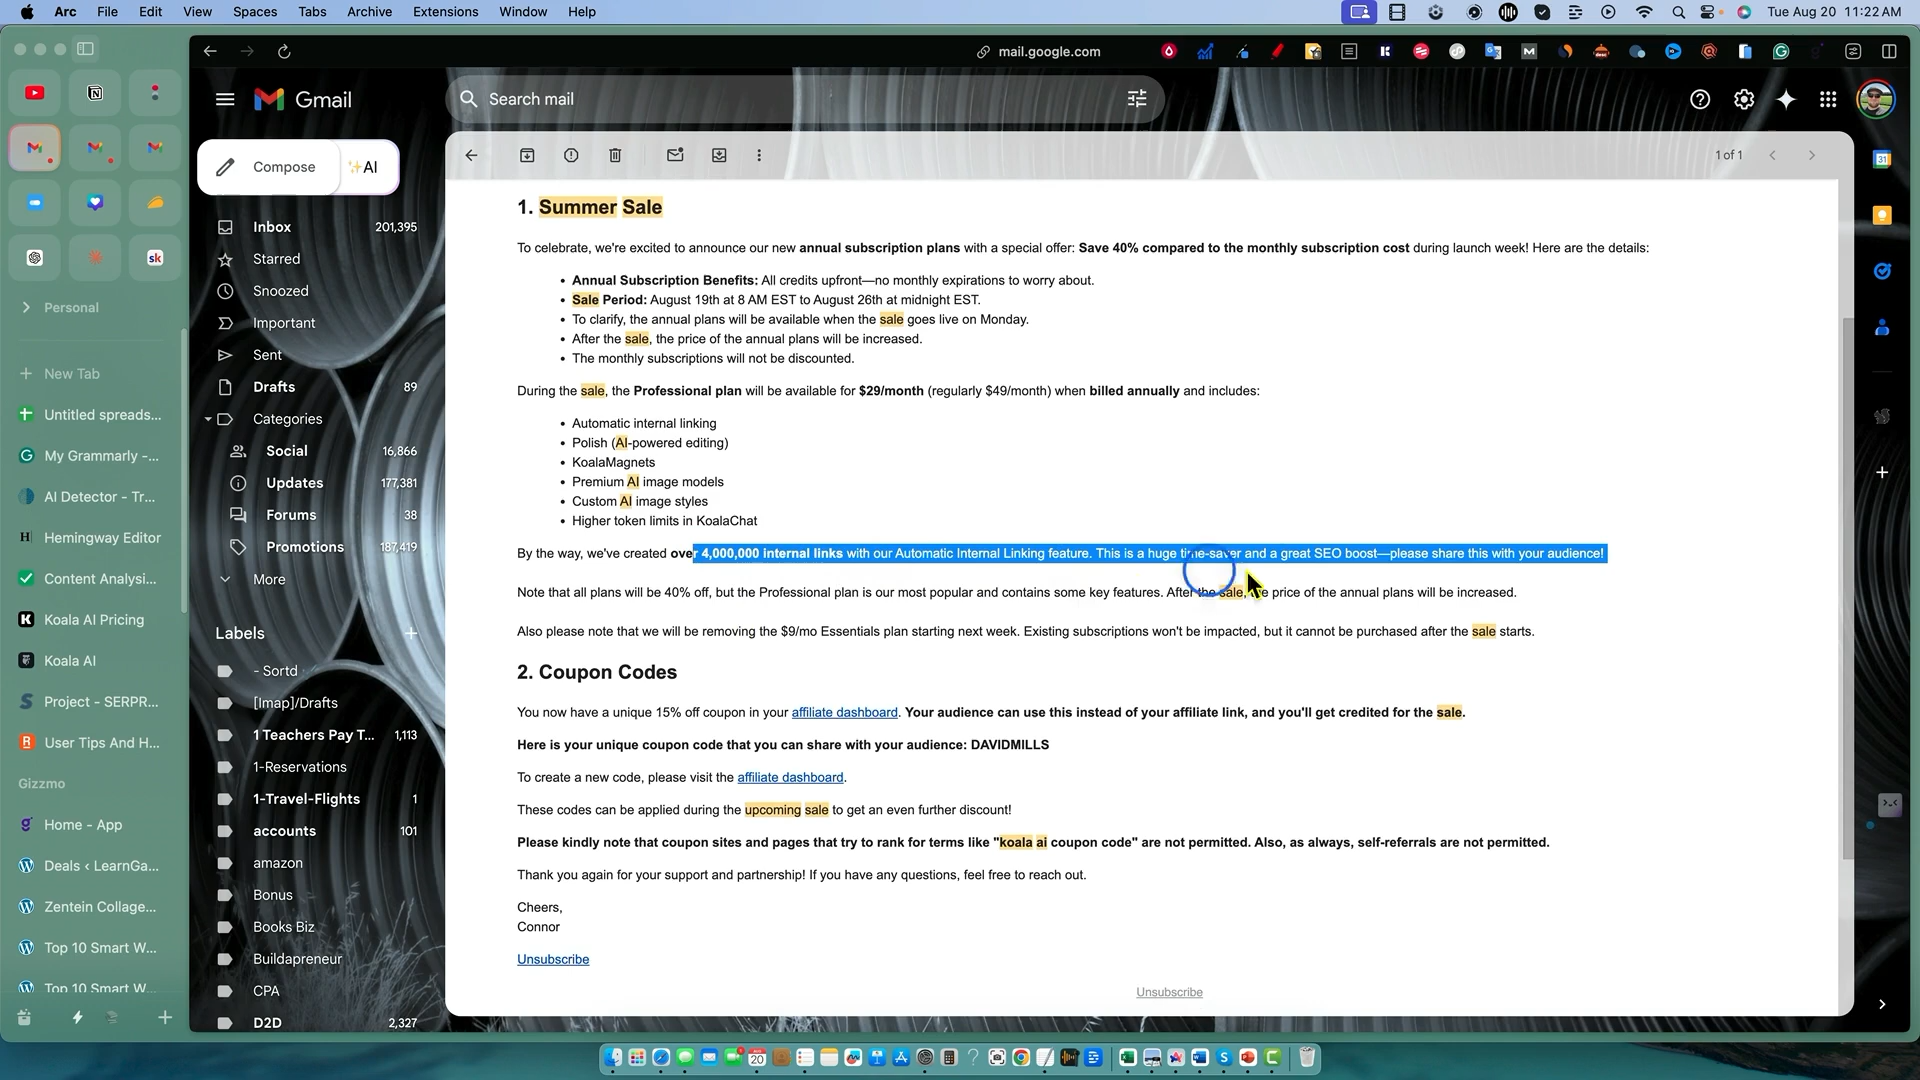 Arc File Edit View Spaces Tabs Archive Extensions Window Help Tue Aug 20 11:22 AM
mail.google.com
Gmail
Search mail
Compose
AI
1 of 1
Inbox 201,395
Starred
Snoozed
Important
Sent
Drafts 89
Categories
Social 16,866
Updates 177,381
Forums 38
Promotions 187,419
More
Labels
- Sortd
[Imap]/Drafts
1 Teachers Pay T... 1,113
1-Reservations
1-Travel-Flights 1
accounts 101
amazon
Bonus
Books Biz
Buildapreneur
CPA
D2D 2,327
Personal
New Tab
Untitled spreads...
My Grammarly -...
AI Detector - Tr...
Hemingway Editor
Content Analysi...
Koala AI Pricing
Koala AI
Project - SERPR...
User Tips And H...
Gizzmo
Home - App
Deals ‹ LearnGa...
Zentein Collage...
Top 10 Smart W...
Top 10 Smart W...
1. Summer Sale
To celebrate, we're excited to announce our new annual subscription plans with a special offer: Save 40% compared to the monthly subscription cost during launch week! Here are the details:
• Annual Subscription Benefits: All credits upfront—no monthly expirations to worry about.
• Sale Period: August 19th at 8 AM EST to August 26th at midnight EST.
• To clarify, the annual plans will be available when the sale goes live on Monday.
• After the sale, the price of the annual plans will be increased.
• The monthly subscriptions will not be discounted.
During the sale, the Professional plan will be available for $29/month (regularly $49/month) when billed annually and includes:
• Automatic internal linking
• Polish (AI-powered editing)
• KoalaMagnets
• Premium AI image models
• Custom AI image styles
• Higher token limits in KoalaChat
By the way, we've created over 4,000,000 internal links with our Automatic Internal Linking feature. This is a huge time-saver and a great SEO boost—please share this with your audience!
Note that all plans will be 40% off, but the Professional plan is our most popular and contains some key features. After the sale, the price of the annual plans will be increased.
Also please note that we will be removing the $9/mo Essentials plan starting next week. Existing subscriptions won't be impacted, but it cannot be purchased after the sale starts.
2. Coupon Codes
You now have a unique 15% off coupon in your affiliate dashboard. Your audience can use this instead of your affiliate link, and you'll get credited for the sale.
Here is your unique coupon code that you can share with your audience: DAVIDMILLS
To create a new code, please visit the affiliate dashboard.
These codes can be applied during the upcoming sale to get an even further discount!
Please kindly note that coupon sites and pages that try to rank for terms like "koala ai coupon code" are not permitted. Also, as always, self-referrals are not permitted.
Thank you again for your support and partnership! If you have any questions, feel free to reach out.
Cheers,
Connor
Unsubscribe
Unsubscribe